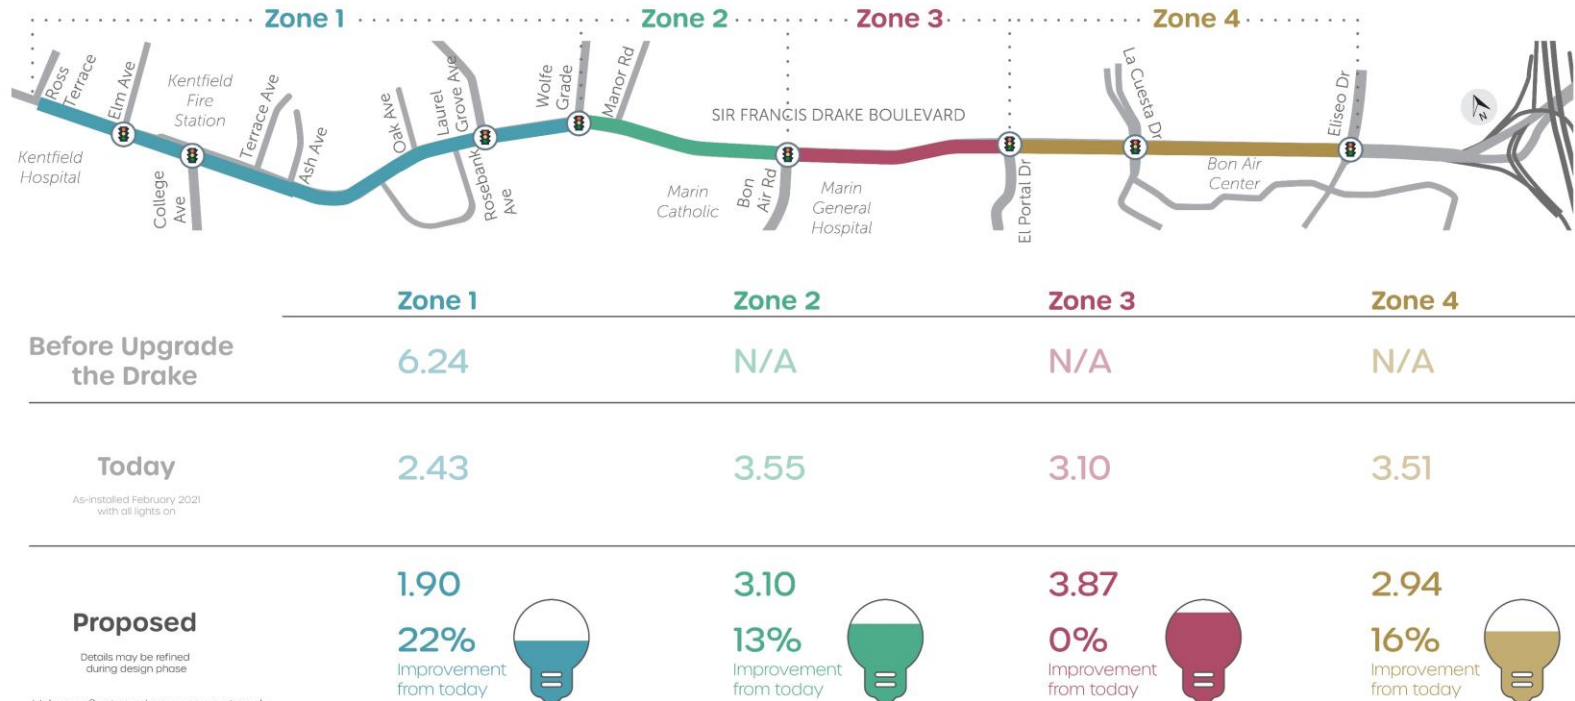 Zone 1
Zone 2
Zone 3
Zone 4
Ross
Terrace
Elm Ave
Kentfield
Fire
Station
Terrace Ave
Ash Ave
Oak Ave
Laurel
Grove Ave
Wolfe
Grade
Manor Rd
SIR FRANCIS DRAKE BOULEVARD
La Cuesta Dr
Eliseo Dr
N
Kentfield
Hospital
College
Ave
Rosebank
Ave
Marin
Catholic
Bon
Air Rd
Marin
General
Hospital
El Portal Dr
Bon Air
Center
Zone 1
Zone 2
Zone 3
Zone 4
Before Upgrade
the Drake
6.24
N/A
N/A
N/A
Today
As-installed February 2021
with all lights on
2.43
3.55
3.10
3.51
Proposed
Details may be refined
during design phase
1.90
3.10
3.87
2.94
22%
13%
0%
16%
Improvement
from today
Improvement
from today
Improvement
from today
Improvement
from today